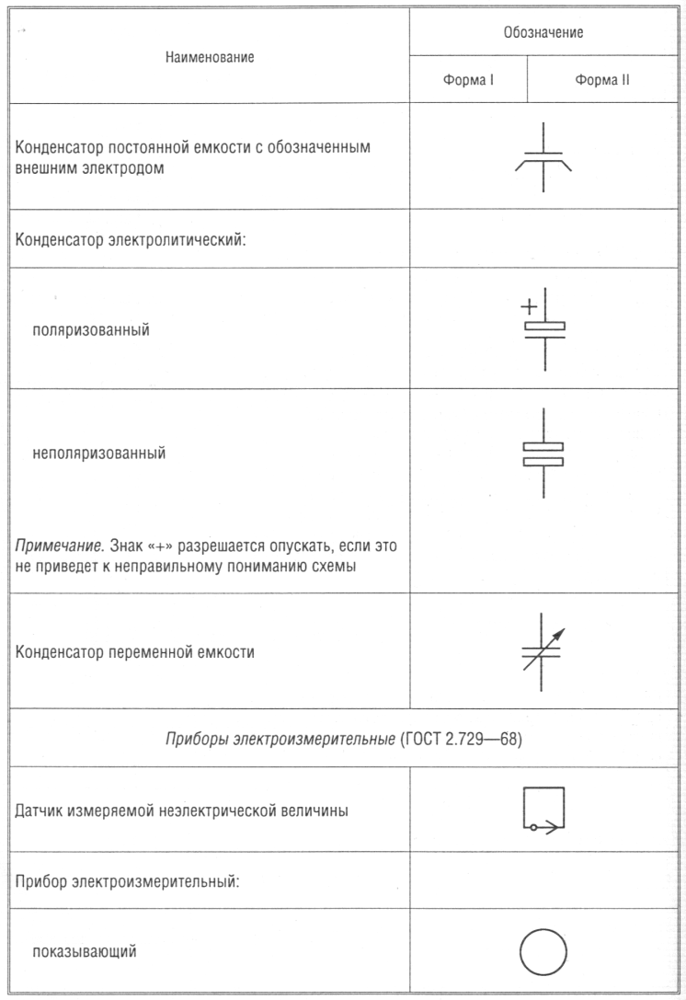 Наименование
Обозначение
Форма I
Форма II
Конденсатор постоянной емкости с обозначенным
внешним электродом
Конденсатор электролитический:
поляризованный
+
неполяризованный
Примечание. Знак «+» разрешается опускать, если это
не приведет к неправильному пониманию схемы
Конденсатор переменной емкости
Приборы электроизмерительные (ГОСТ 2.729—68)
Датчик измеряемой неэлектрической величины
Прибор электроизмерительный:
показывающий